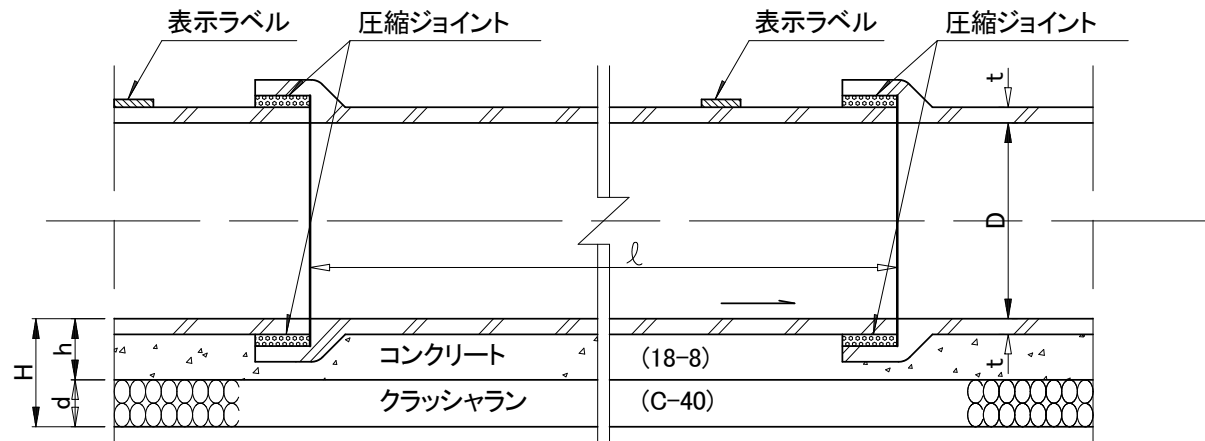 表示ラベル
圧縮ジョイント
表示ラベル
圧縮ジョイント
t
D
ℓ
H
h
d
t
コンクリート (18-8)
クラッシャラン (C-40)